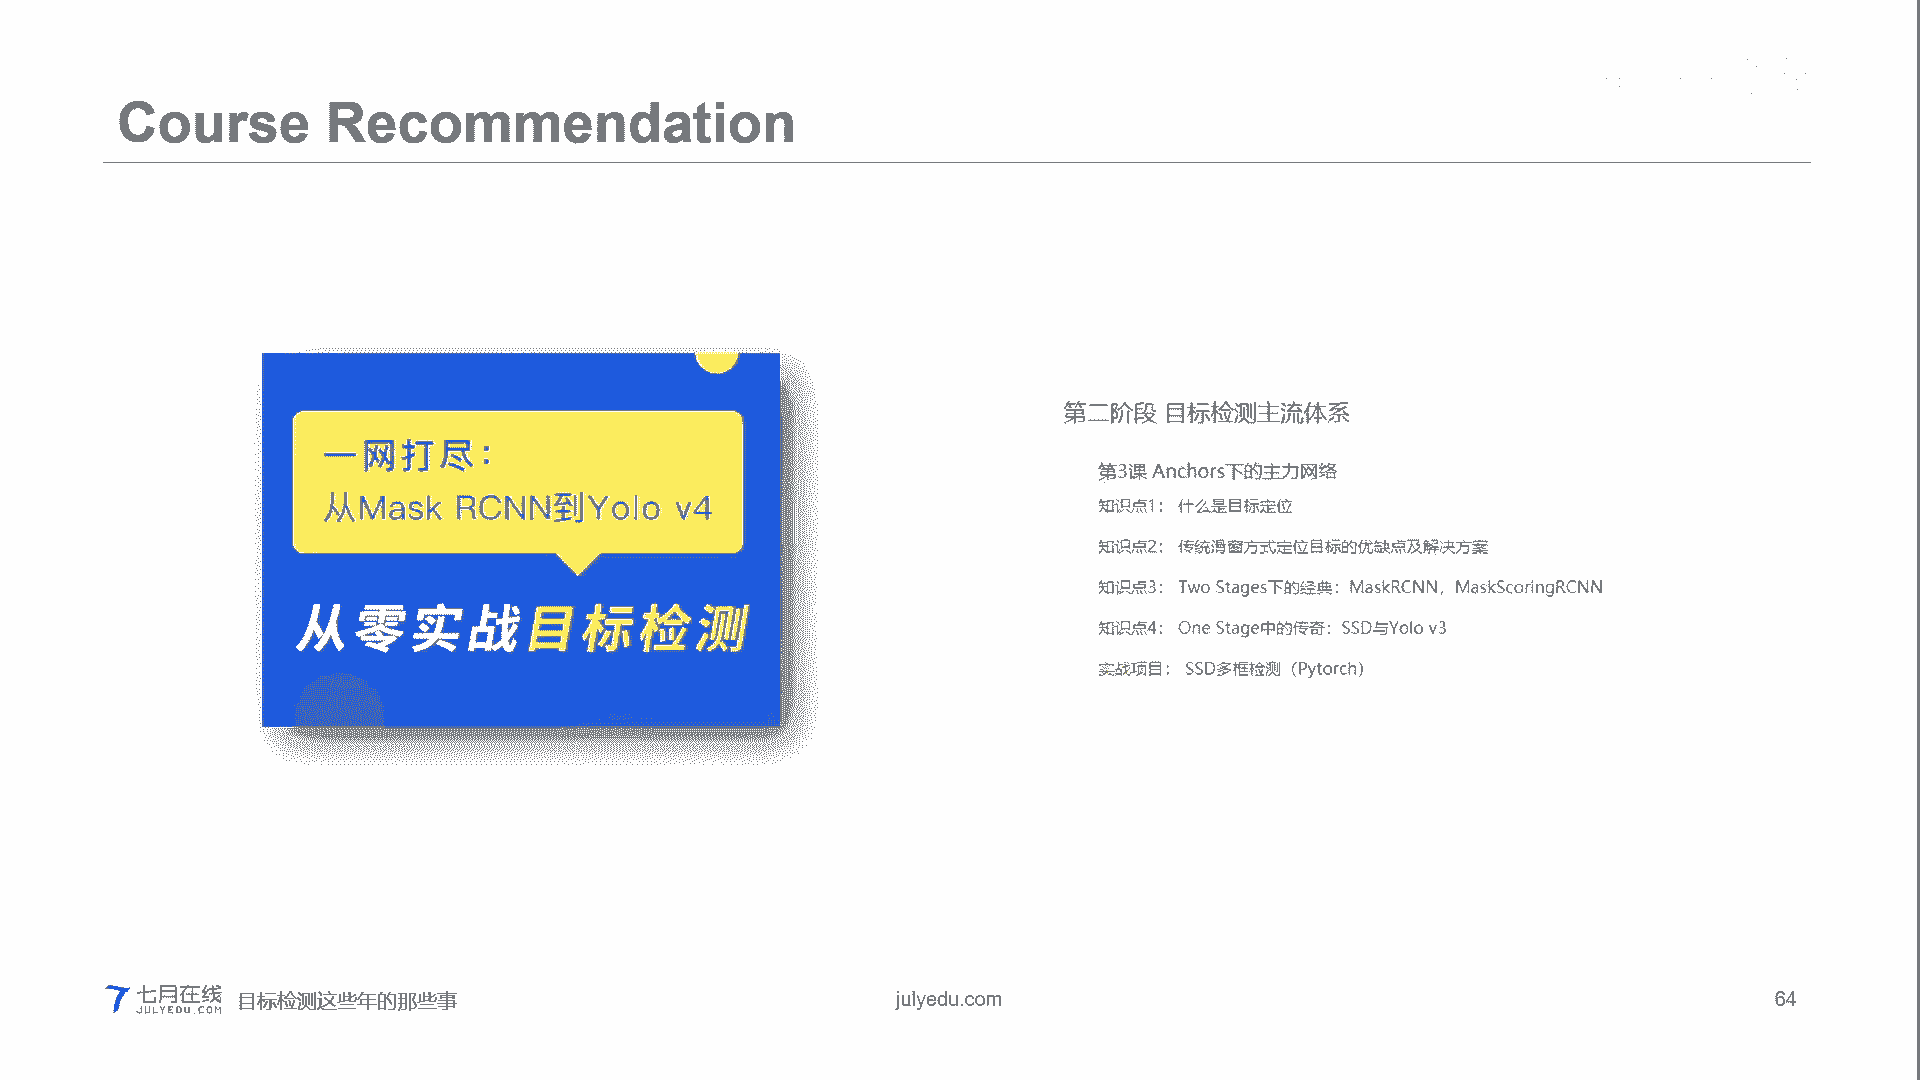 Course Recommendation
一网打尽：
从Mask RCNN到Yolo v4
从零实战目标检测
第二阶段 目标检测主流体系
第3课 Anchors下的主力网络
知识点1： 什么是目标定位
知识点2： 传统滑窗方式定位目标的优缺点及解决方案
知识点3： Two Stages下的经典：MaskRCNN，MaskScoringRCNN
知识点4： One Stage中的传奇：SSD与Yolo v3
实战项目： SSD多框检测（Pytorch）
七月在线
JULYEDU.COM
目标检测这些年的那些事
julyedu.com
64